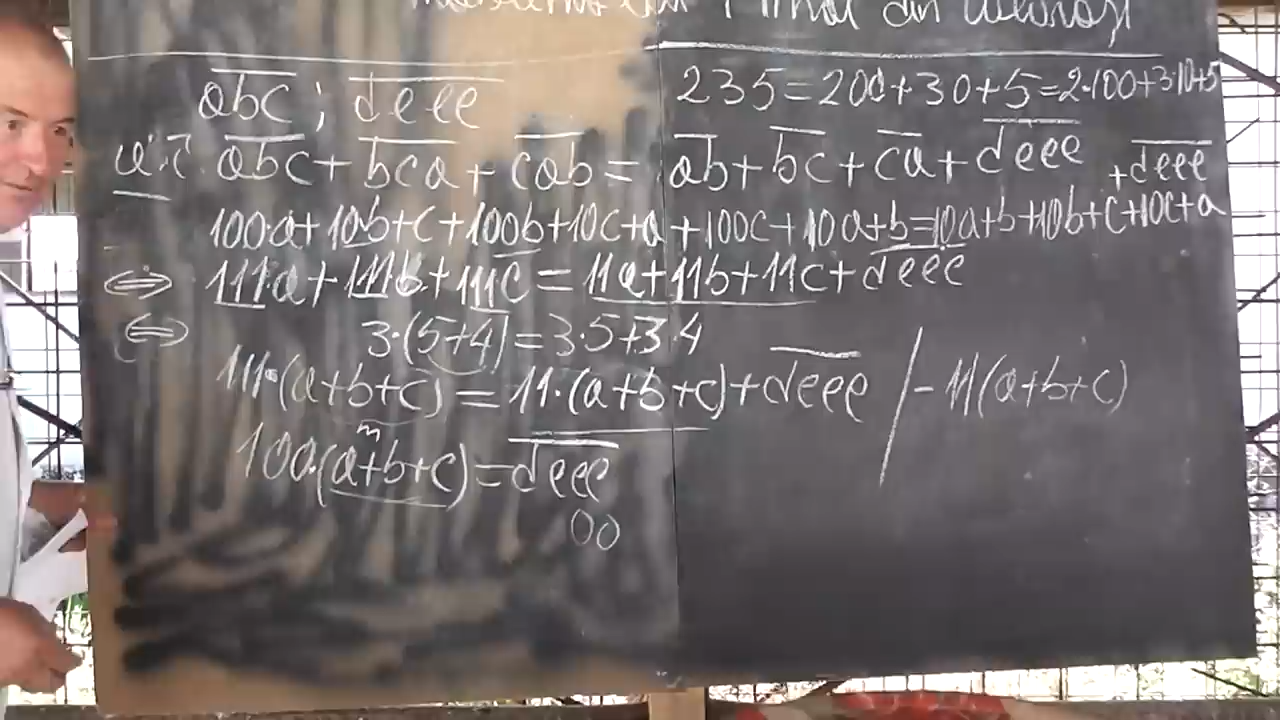 din
abc ; deee
235=200+30+5=2·100+3·10+5
a.î. abc+bca+cab=ab+bc+ca+deee
+deee
100a+10b+c+100b+10c+a+100c+10a+b=10a+b+10b+c+10c+a
⇔ 111a+111b+111c=11a+11b+11c+deee
⇔ 3·(5+4)=3·5+3·4
111·(a+b+c)=11·(a+b+c)+deee /-11(a+b+c)
m
100·(a+b+c)=deee
00